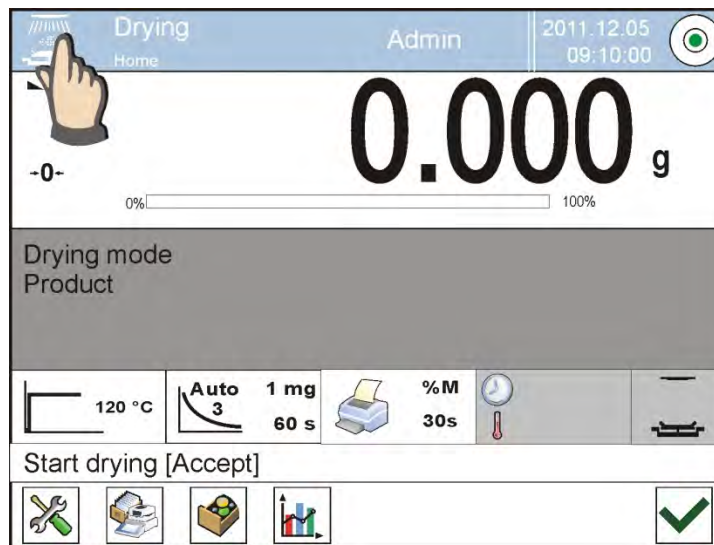 Drying
Home
Admin
2011.12.05
09:10:00
0.000 g
0
0% 100%
Drying mode
Product
120 °C
Auto 1 mg
3
60 s
%M
30s
Start drying [Accept]